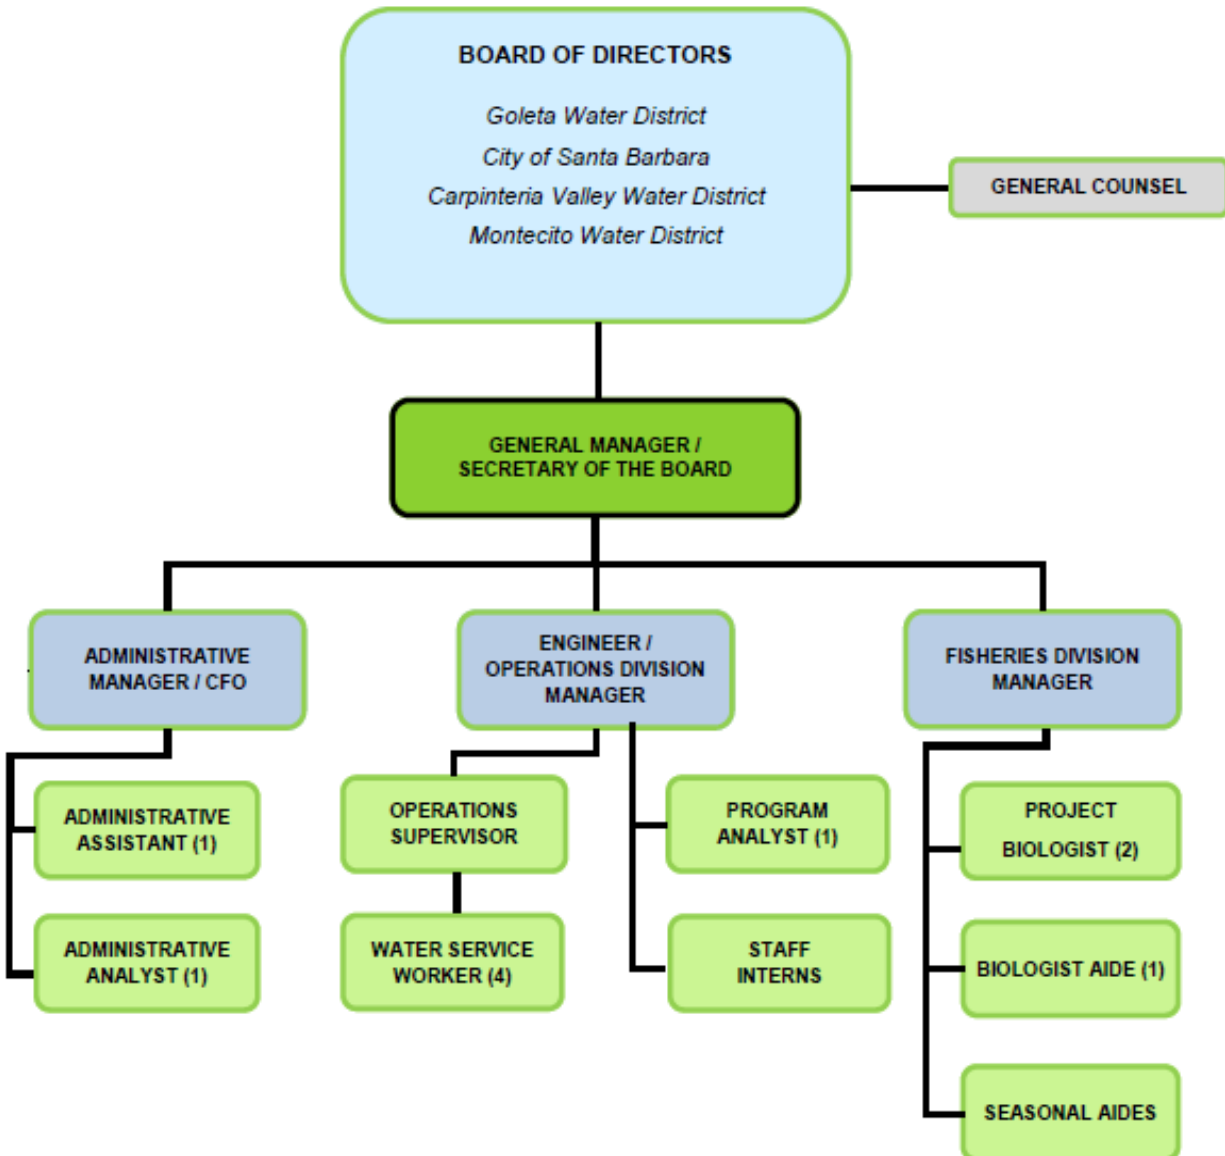 BOARD OF DIRECTORS
Goleta Water District
City of Santa Barbara
Carpinteria Valley Water District
Montecito Water District
GENERAL COUNSEL
GENERAL MANAGER /
SECRETARY OF THE BOARD
ADMINISTRATIVE
MANAGER / CFO
ENGINEER /
OPERATIONS DIVISION
MANAGER
FISHERIES DIVISION
MANAGER
ADMINISTRATIVE
ASSISTANT (1)
OPERATIONS
SUPERVISOR
PROGRAM
ANALYST (1)
PROJECT
BIOLOGIST (2)
ADMINISTRATIVE
ANALYST (1)
WATER SERVICE
WORKER (4)
STAFF
INTERNS
BIOLOGIST AIDE (1)
SEASONAL AIDES